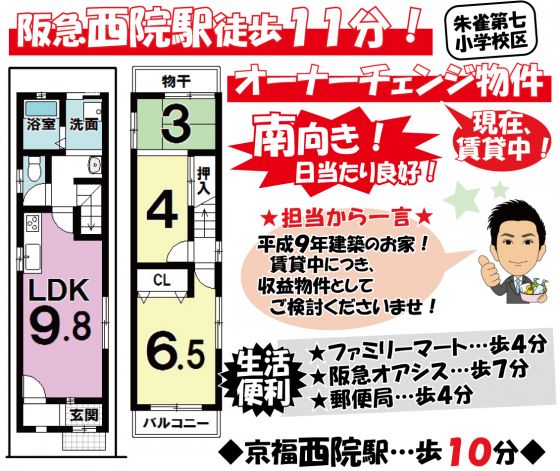 阪急西院駅徒歩11分！
朱雀第七
小学校区
オーナーチェンジ物件
南向き！
日当たり良好！
現在、
賃貸中！
★担当から一言★
平成9年建築のお家！
賃貸中につき、
収益物件として
ご検討くださいませ！
浴室
洗面
LDK
9.8
玄関
物干
3
4
押入
CL
6.5
バルコニー
生活
便利
★ファミリーマート…歩4分
★阪急オアシス…歩7分
★郵便局…歩4分
◆京福西院駅…歩10分◆